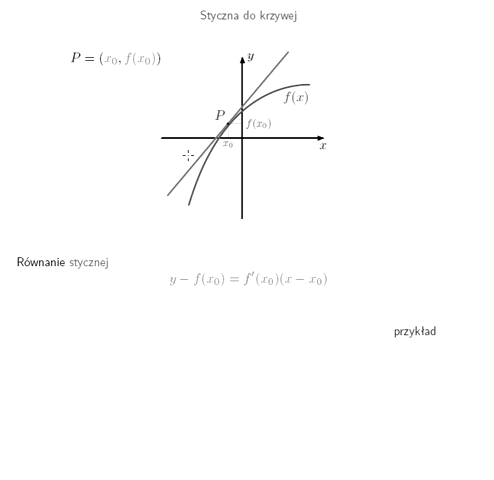 Styczna do krzywej
P = (x₀, f(x₀))
y
f(x)
P
f(x₀)
x₀
x
Równanie stycznej
y − f(x₀) = f′(x₀)(x − x₀)
przykład